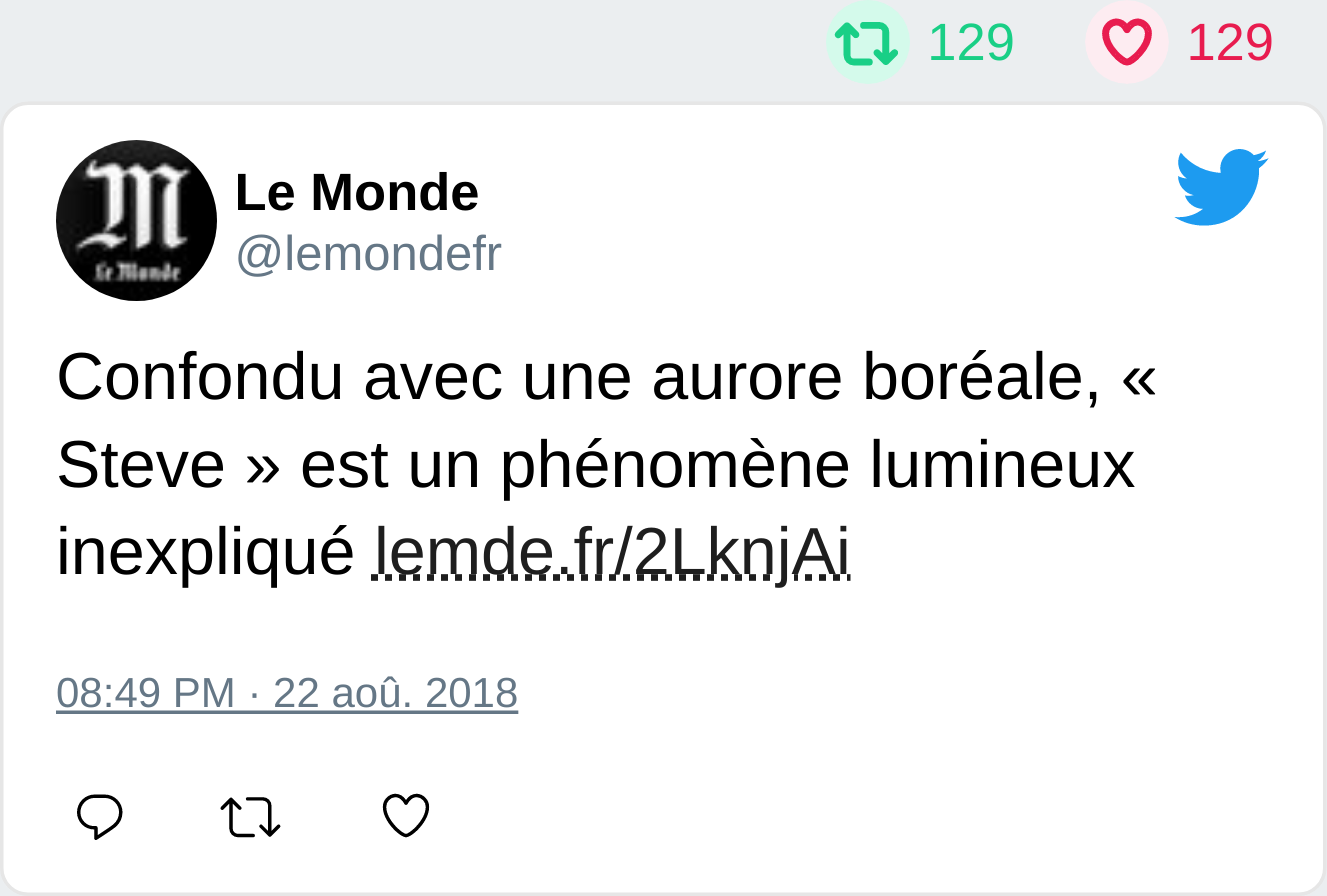 129 129
Le Monde
Le Monde
@lemondefr
Confondu avec une aurore boréale, «
Steve » est un phénomène lumineux
inexpliqué lemde.fr/2LknjAi
08:49 PM · 22 aoû. 2018